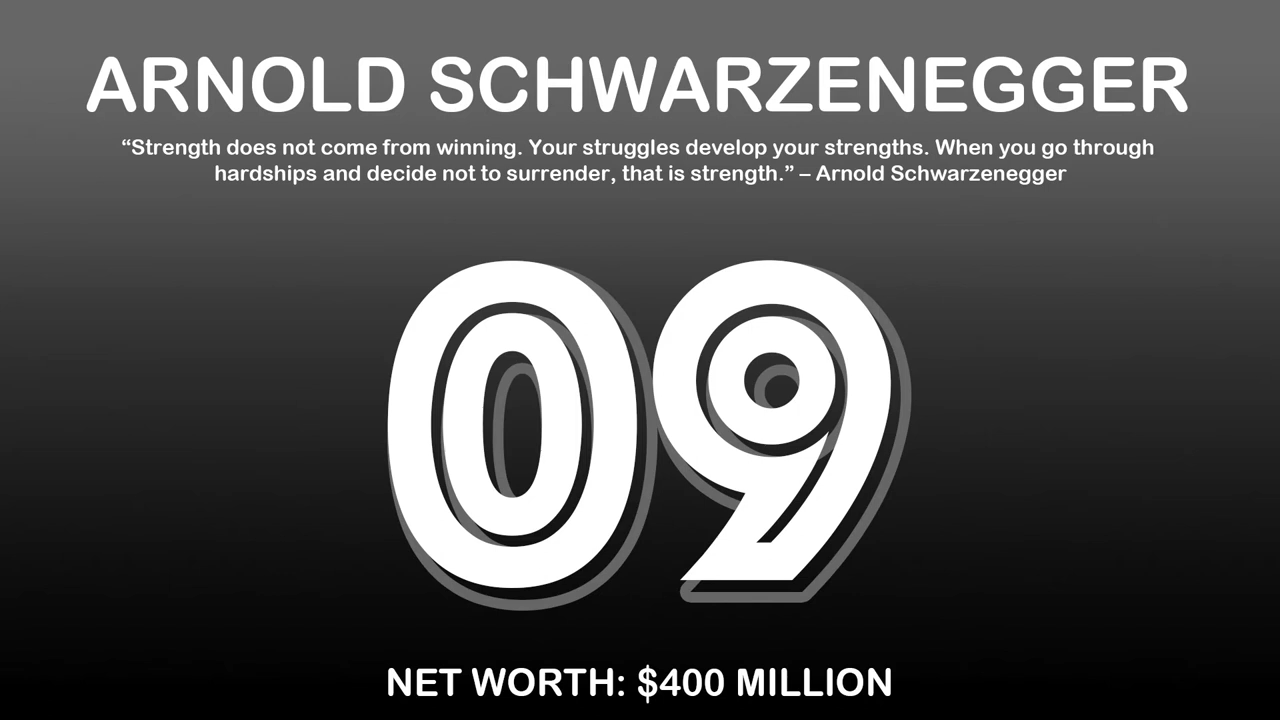 ARNOLD SCHWARZENEGGER
“Strength does not come from winning. Your struggles develop your strengths. When you go through
hardships and decide not to surrender, that is strength.” – Arnold Schwarzenegger
09
NET WORTH: $400 MILLION